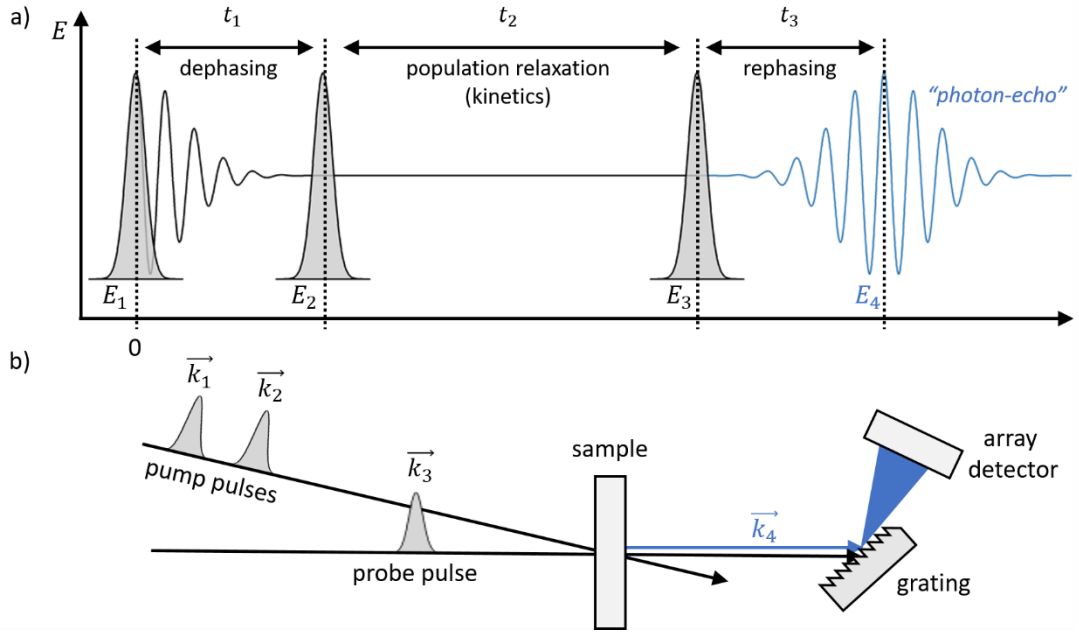 a)
E
t₁
t₂
t₃
dephasing
population relaxation
(kinetics)
rephasing
"photon-echo"
E₁
E₂
E₃
E₄
0
b)
k₁
k₂
pump pulses
k₃
probe pulse
sample
k₄
array
detector
grating